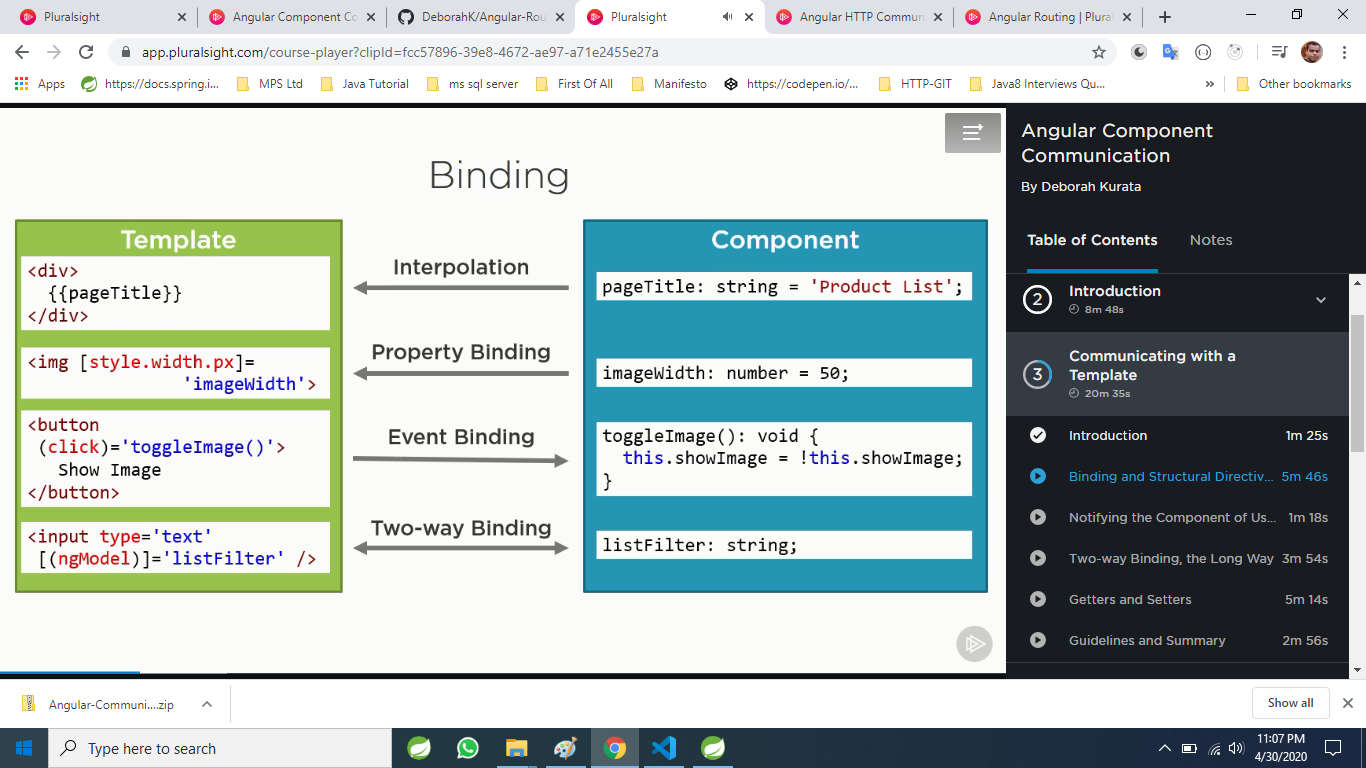 Pluralsight
Angular Component Co
DeborahK/Angular-Rou
Pluralsight
Angular HTTP Commun
Angular Routing | Plura
app.pluralsight.com/course-player?clipId=fcc57896-39e8-4672-ae97-a71e2455e27a
Apps
https://docs.spring.i...
MPS Ltd
Java Tutorial
ms sql server
First Of All
Manifesto
https://codepen.io/...
HTTP-GIT
Java8 Interviews Qu...
»
Other bookmarks
Binding
Template
<div>
{{pageTitle}}
</div>
<img [style.width.px]=
'imageWidth'>
<button
(click)='toggleImage()'>
Show Image
</button>
<input type='text'
[(ngModel)]='listFilter' />
Interpolation
Property Binding
Event Binding
Two-way Binding
Component
pageTitle: string = 'Product List';
imageWidth: number = 50;
toggleImage(): void {
this.showImage = !this.showImage;
}
listFilter: string;
Angular Component
Communication
By Deborah Kurata
Table of Contents
Notes
2
Introduction
8m 48s
3
Communicating with a
Template
20m 35s
Introduction 1m 25s
Binding and Structural Directiv... 5m 46s
Notifying the Component of Us... 1m 18s
Two-way Binding, the Long Way 3m 54s
Getters and Setters 5m 14s
Guidelines and Summary 2m 56s
Angular-Communi....zip
Show all
Type here to search
11:07 PM
4/30/2020